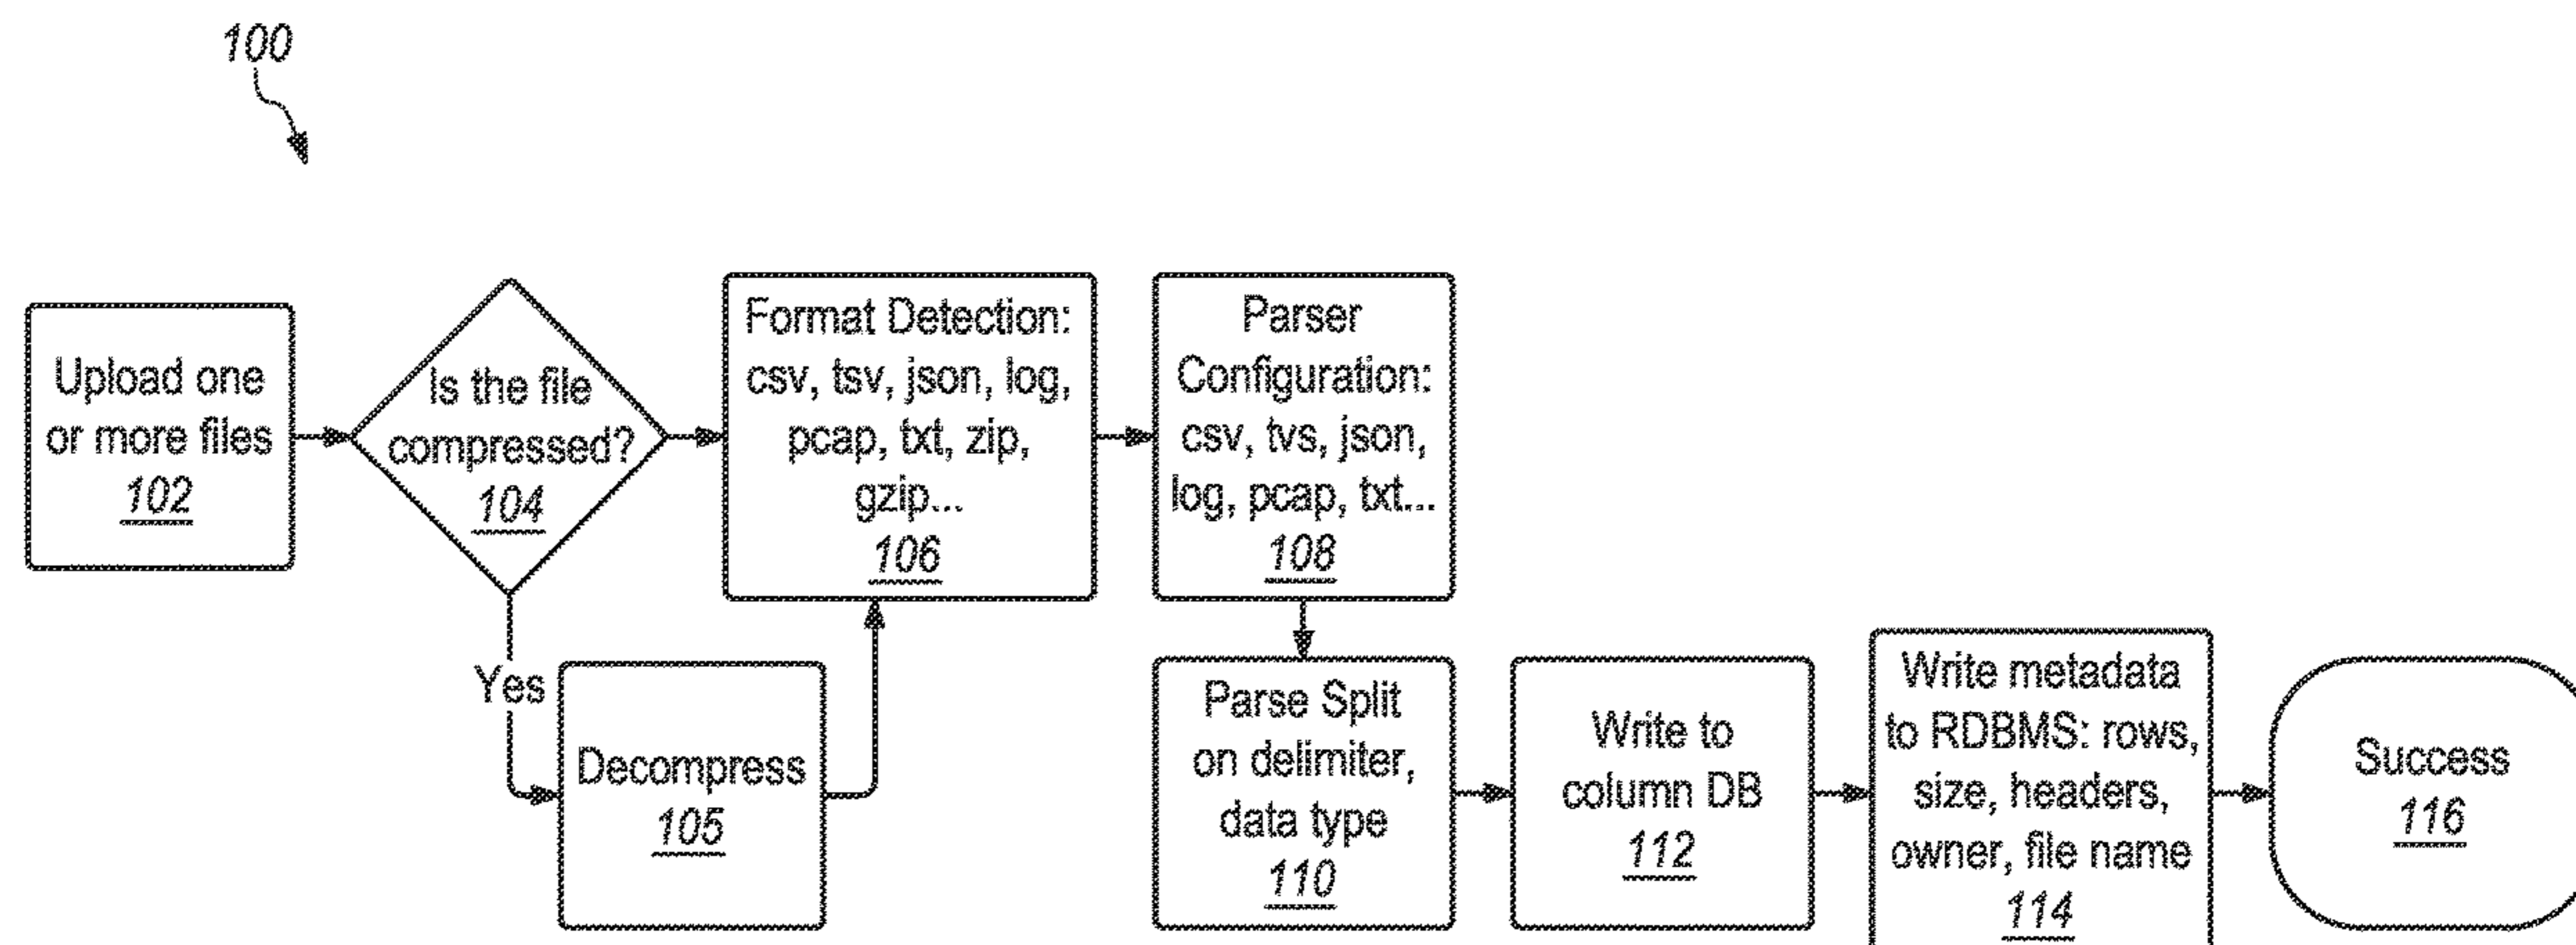 100
Upload one
or more files
102
Is the file
compressed?
104
Yes
Decompress
105
Format Detection:
csv, tsv, json, log,
pcap, txt, zip,
gzip...
106
Parser
Configuration:
csv, tvs, json,
log, pcap, txt...
108
Parse Split
on delimiter,
data type
110
Write to
column DB
112
Write metadata
to RDBMS: rows,
size, headers,
owner, file name
114
Success
116